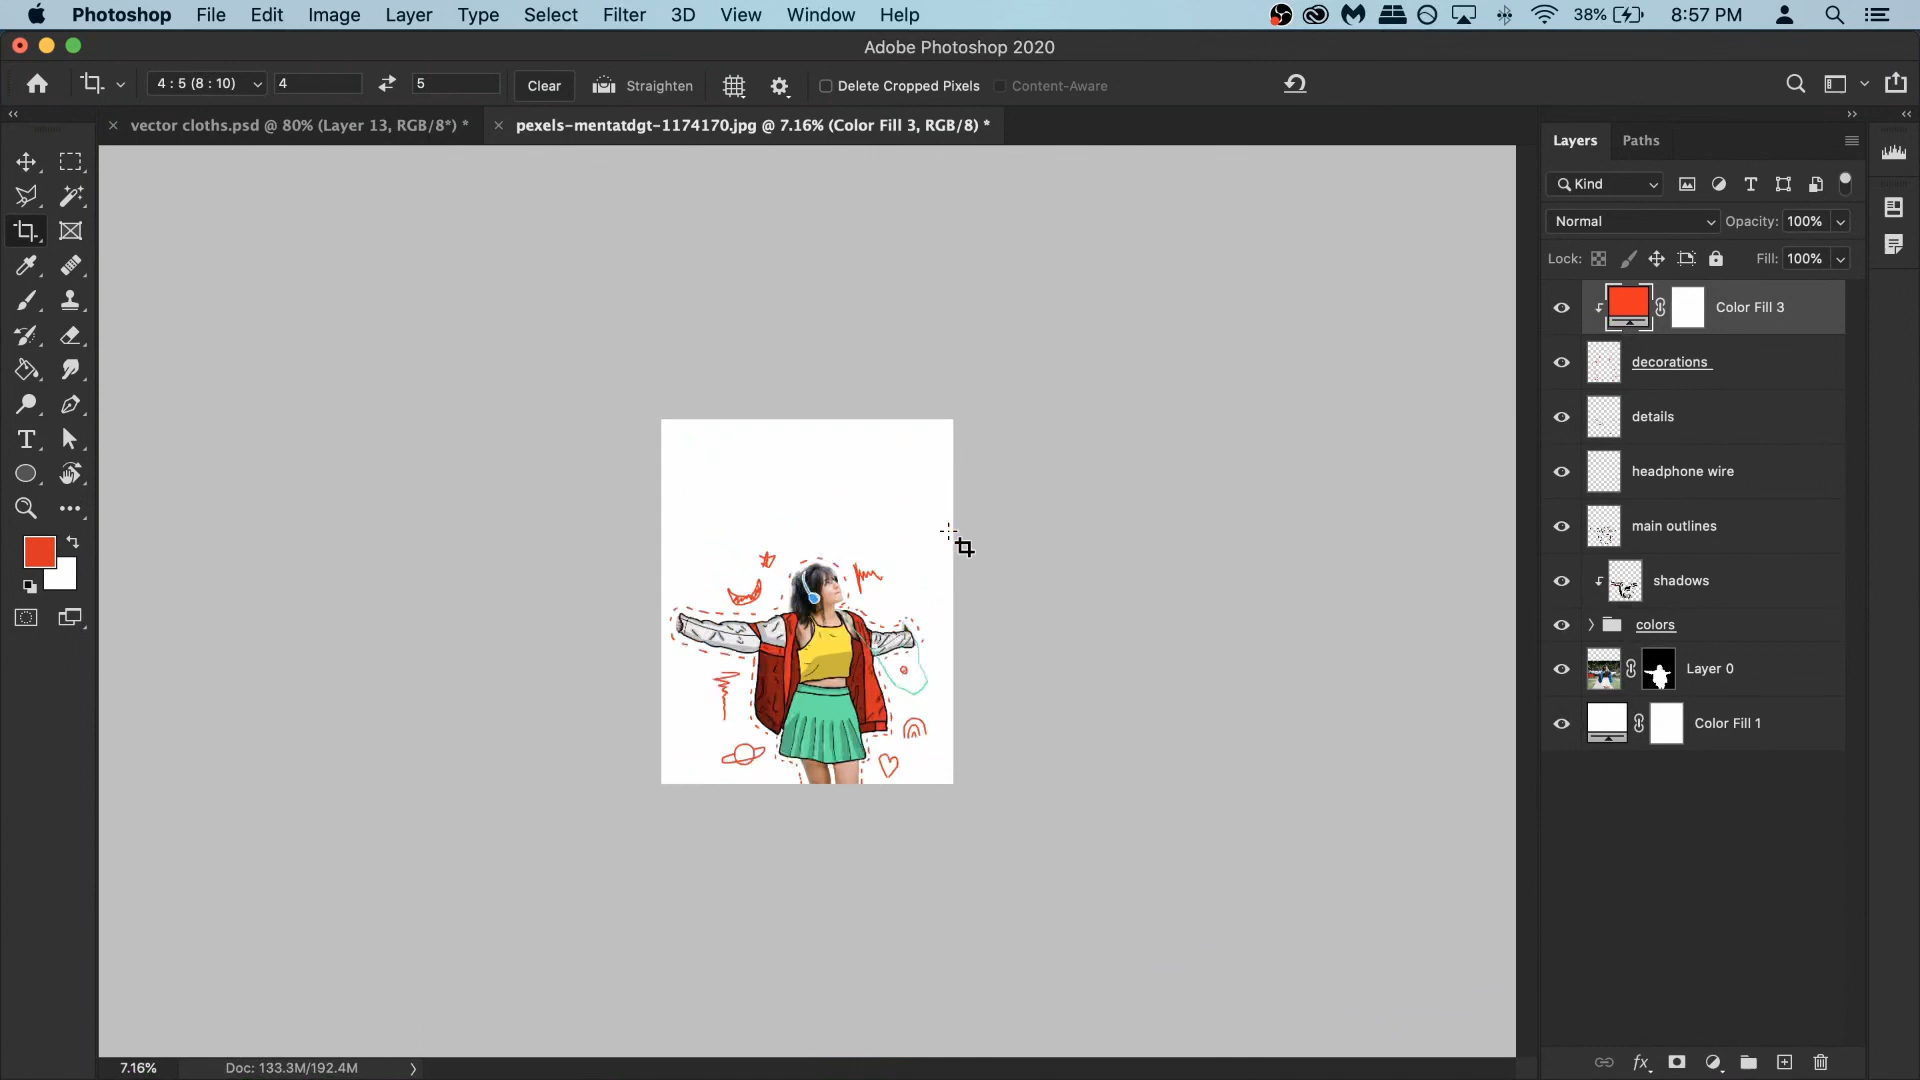 Photoshop File Edit Image Layer Type Select Filter 3D View Window Help 38% 8:57 PM
Adobe Photoshop 2020
4 : 5 (8 : 10) 4 5 Clear Straighten Delete Cropped Pixels Content-Aware
vector cloths.psd @ 80% (Layer 13, RGB/8*) * pexels-mentatdgt-1174170.jpg @ 7.16% (Color Fill 3, RGB/8) *
Layers Paths
Kind
Normal Opacity: 100%
Lock: Fill: 100%
Color Fill 3
decorations
details
headphone wire
main outlines
shadows
colors
Layer 0
Color Fill 1
7.16% Doc: 133.3M/192.4M